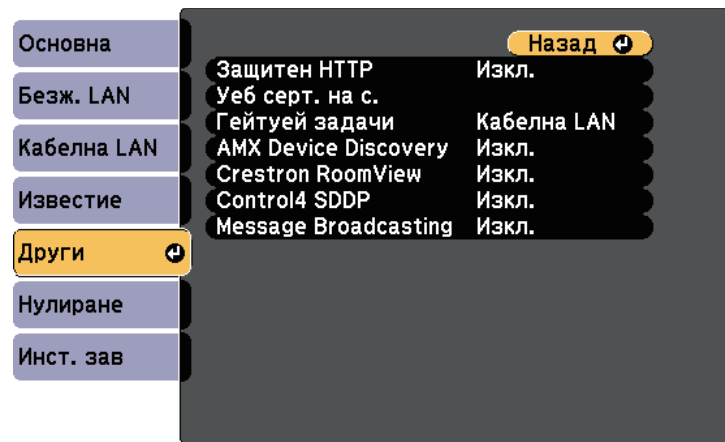 Основна
Безж. LAN
Кабелна LAN
Известие
Други
Нулиране
Инст. зав
Назад
Защитен HTTP Изкл.
Уеб серт. на с.
Гейтуей задачи Кабелна LAN
AMX Device Discovery Изкл.
Crestron RoomView Изкл.
Control4 SDDP Изкл.
Message Broadcasting Изкл.